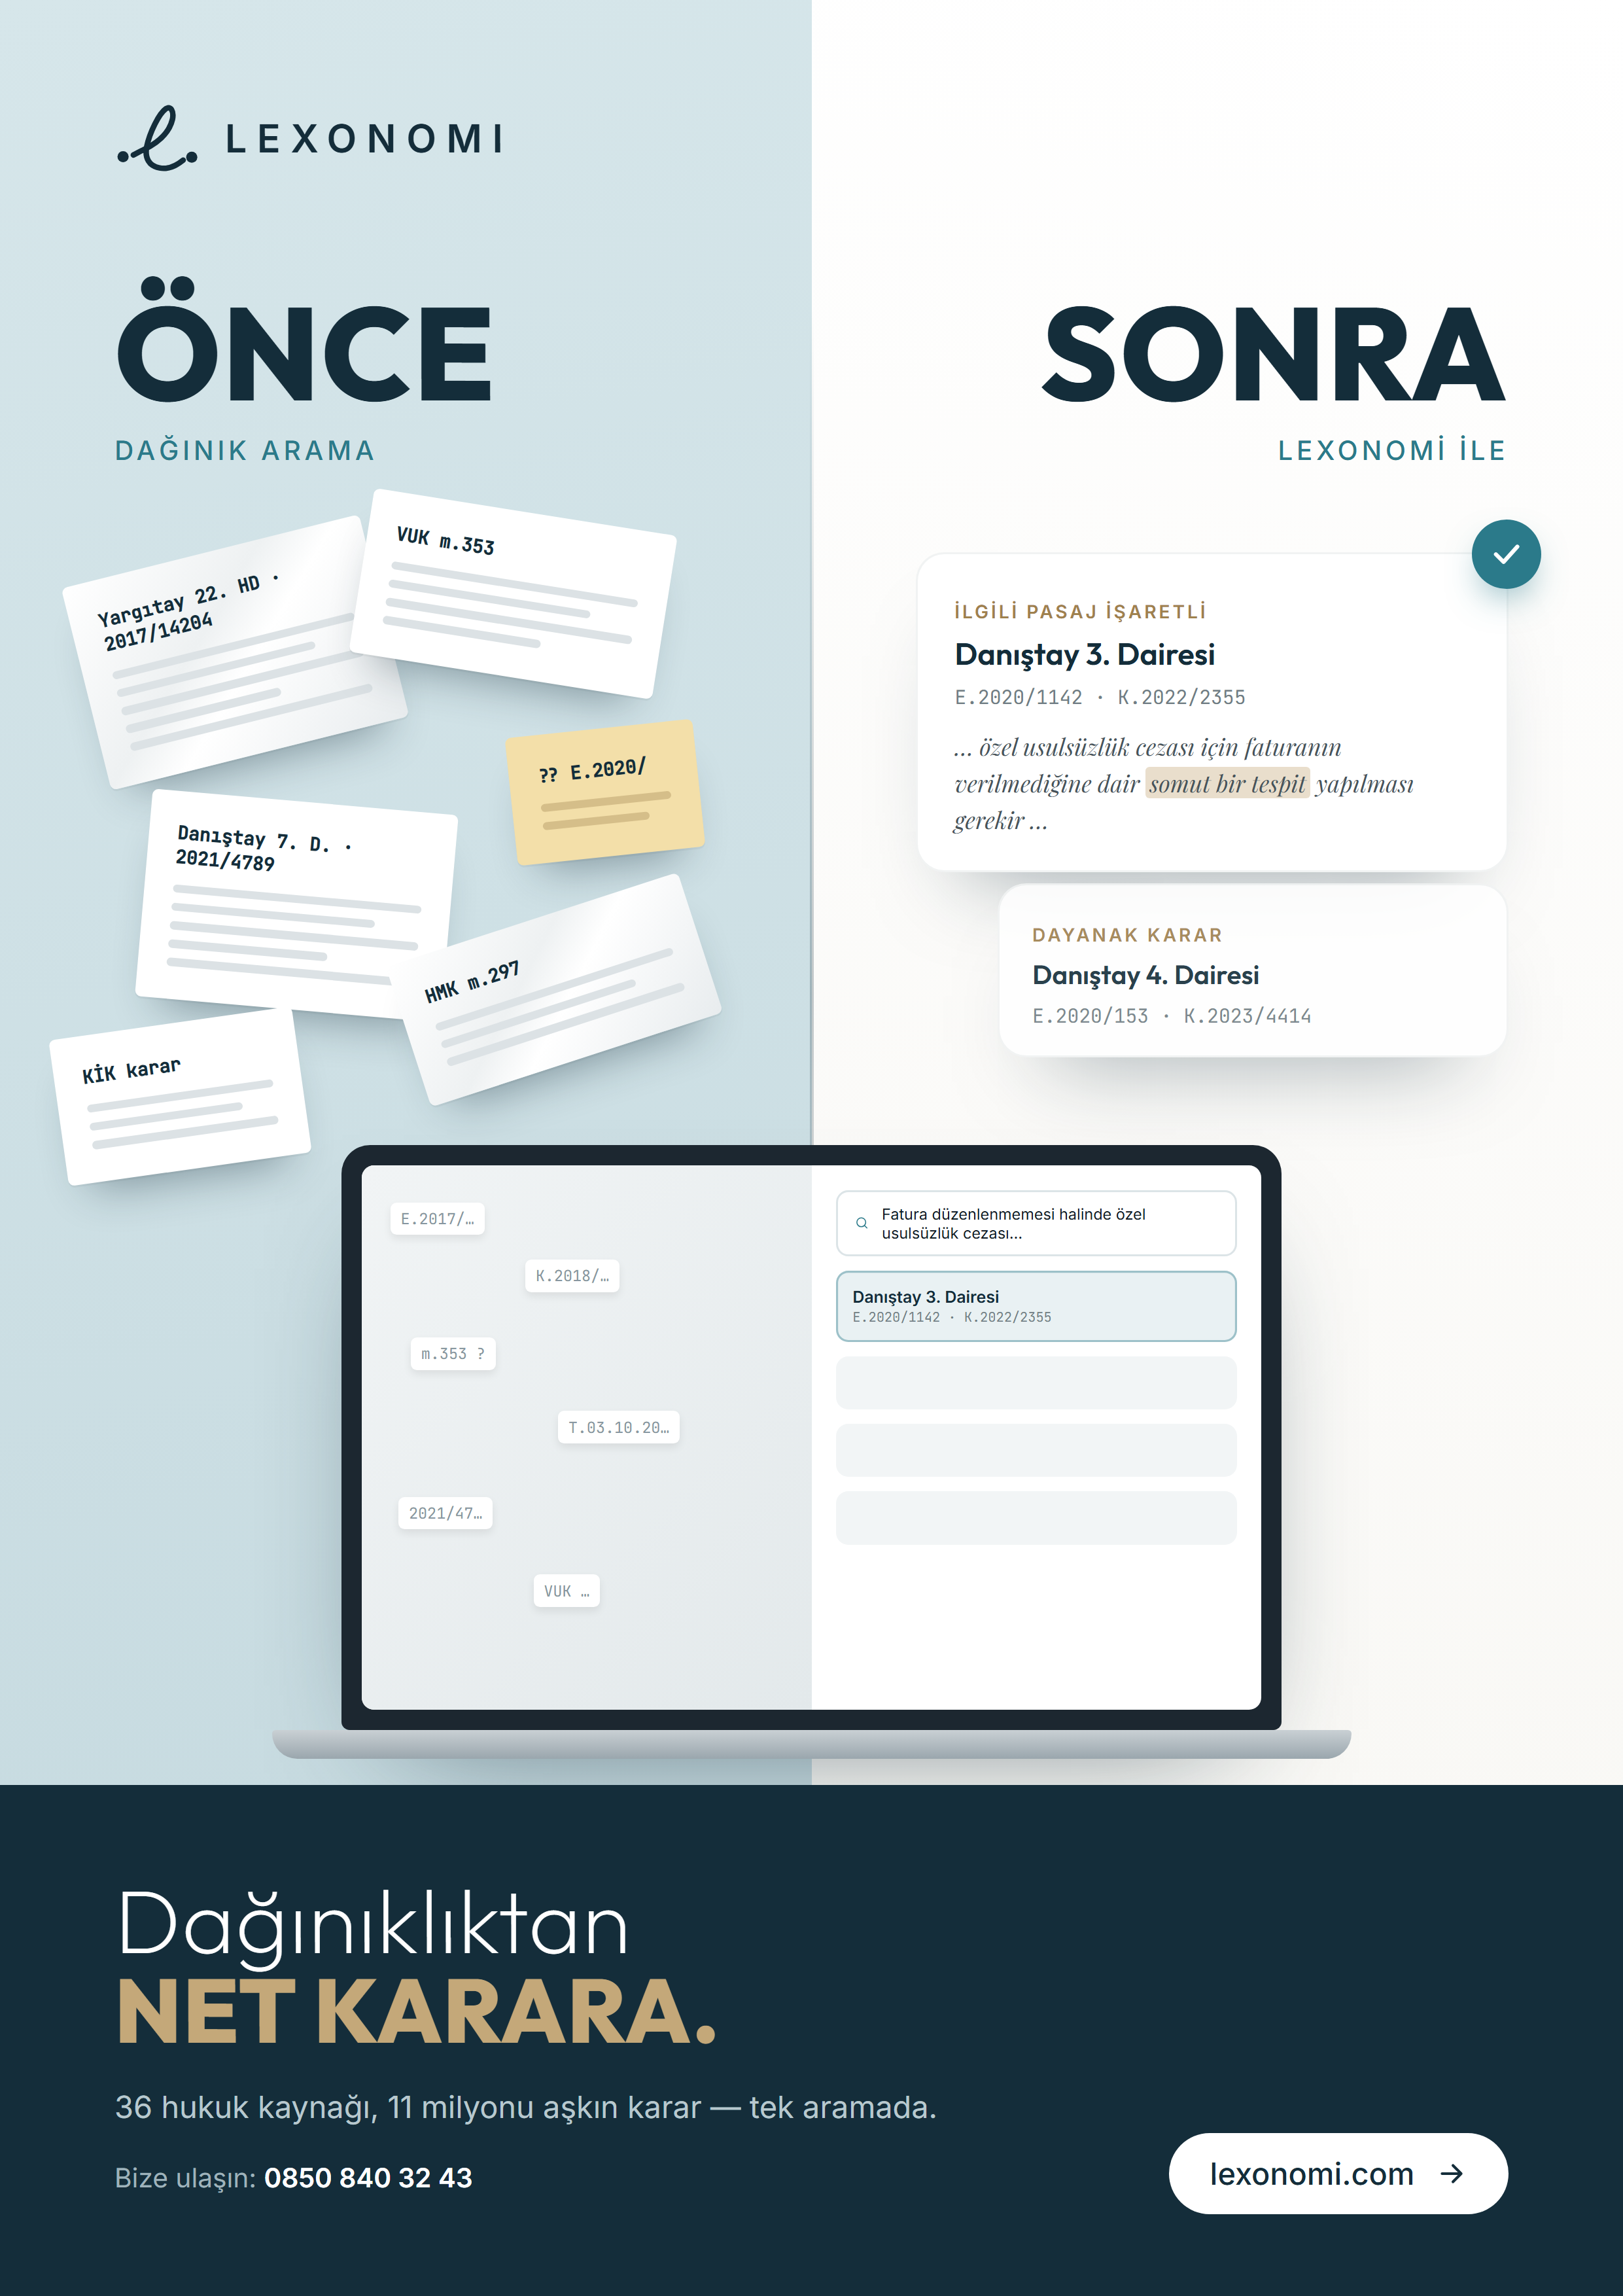 LEXONOMI
ÖNCE
DAĞINIK ARAMA
Yargıtay 22. HD ·
2017/14204
VUK m.353
?? E.2020/
Danıştay 7. D. ·
2021/4789
HMK m.297
KİK karar
SONRA
LEXONOMİ İLE
İLGİLİ PASAJ İŞARETLİ
Danıştay 3. Dairesi
E.2020/1142 · K.2022/2355
... özel usulsüzlük cezası için faturanın
verilmediğine dair somut bir tespit yapılması
gerekir ...
DAYANAK KARAR
Danıştay 4. Dairesi
E.2020/153 · K.2023/4414
E.2017/…
K.2018/…
m.353 ?
T.03.10.20…
2021/47…
VUK …
Fatura düzenlenmemesi halinde özel
usulsüzlük cezası...
Danıştay 3. Dairesi
E.2020/1142 · K.2022/2355
Dağınıklıktan
NET KARARA.
36 hukuk kaynağı, 11 milyonu aşkın karar — tek aramada.
Bize ulaşın: 0850 840 32 43
lexonomi.com →